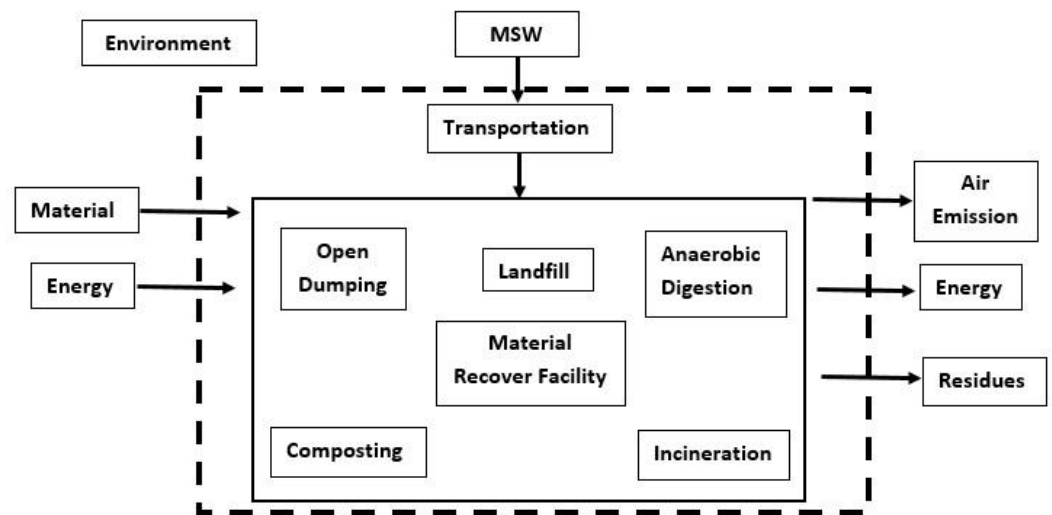 Environment
MSW
Transportation
Material
Energy
Open
Dumping
Landfill
Anaerobic
Digestion
Material
Recover Facility
Composting
Incineration
Air
Emission
Energy
Residues